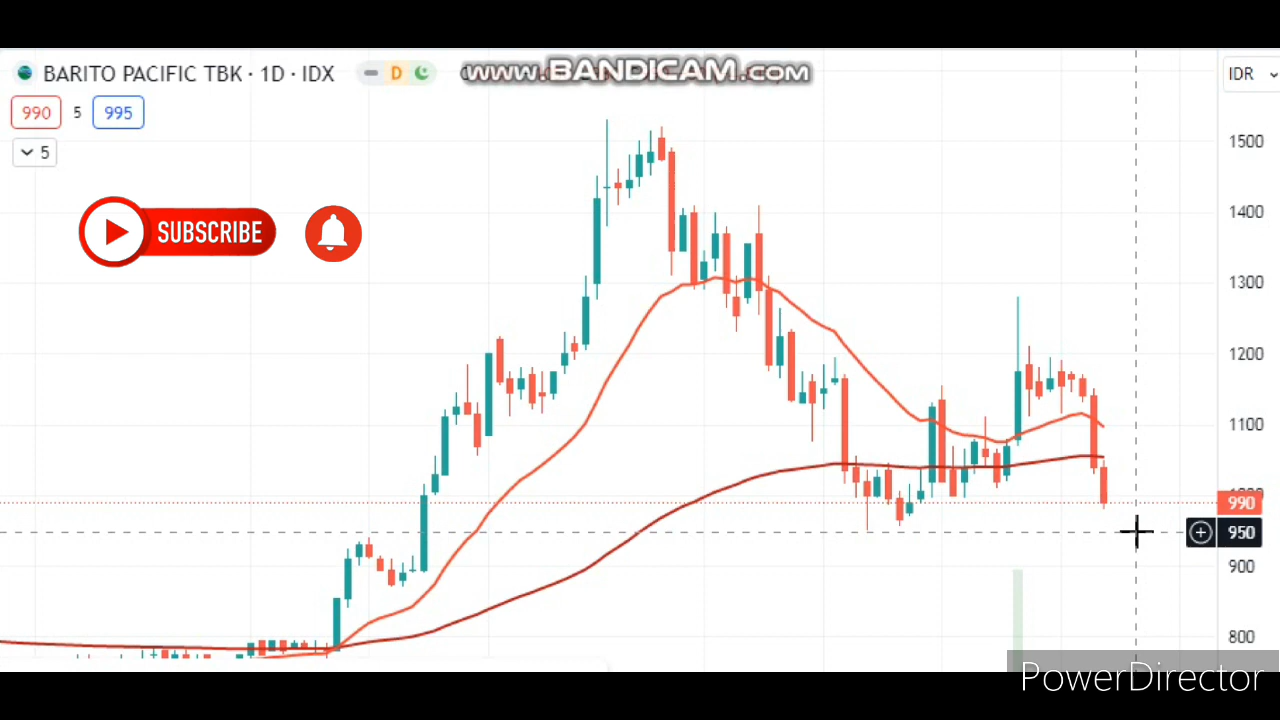 BARITO PACIFIC TBK · 1D · IDX
D
www.BANDICAM.com
IDR
990
5
995
5
SUBSCRIBE
1500
1400
1300
1200
1100
990
950
900
800
PowerDirector